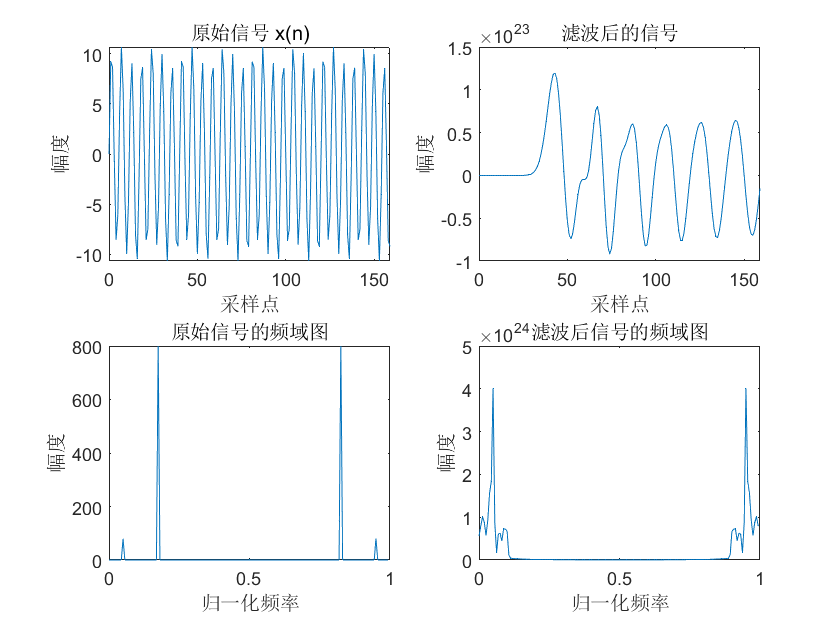 原始信号 x(n)
10
5
0
-5
-10
幅度
0 50 100 150
采样点
×10^23 滤波后的信号
1.5
1
0.5
0
-0.5
-1
幅度
0 50 100 150
采样点
原始信号的频域图
800
600
400
200
0
幅度
0 0.5 1
归一化频率
×10^24 滤波后信号的频域图
5
4
3
2
1
0
幅度
0 0.5 1
归一化频率